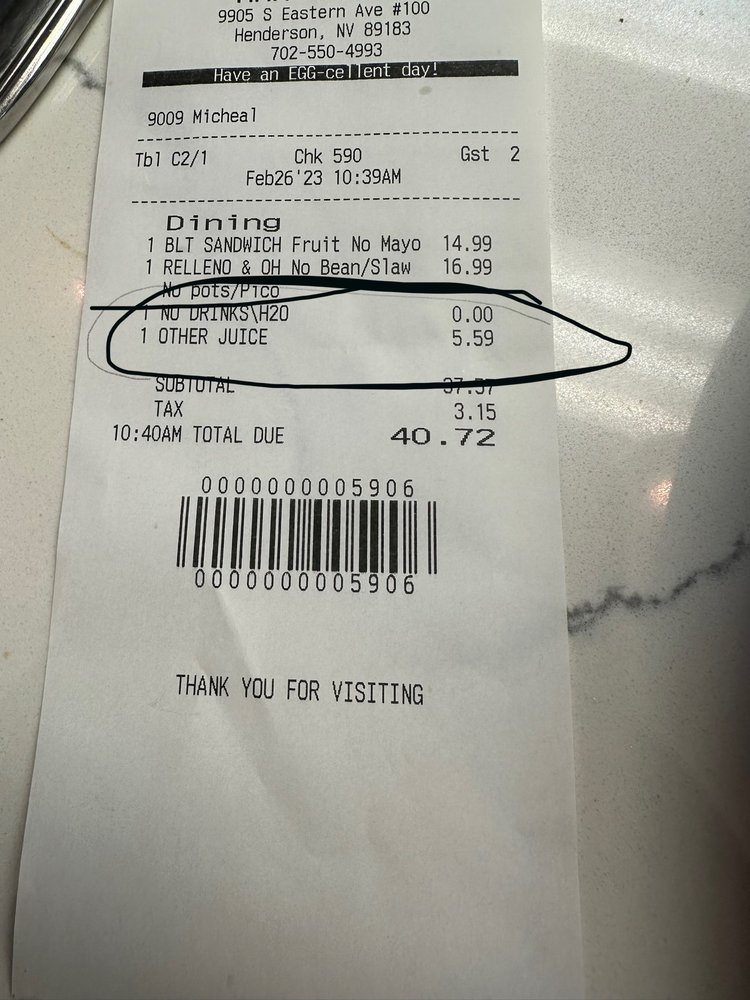 9905 S Eastern Ave #100
Henderson, NV 89183
702-550-4993
Have an EGG-cellent day!
9009 Micheal
Tbl C2/1 Chk 590 Gst 2
Feb26'23 10:39AM
Dining
1 BLT SANDWICH Fruit No Mayo 14.99
1 RELLENO & OH No Bean/Slaw 16.99
No pots/Pico
1 NO DRINKS\H2O 0.00
1 OTHER JUICE 5.59
SUBTOTAL 37.57
TAX 3.15
10:40AM TOTAL DUE 40.72
0000000005906
0000000005906
THANK YOU FOR VISITING